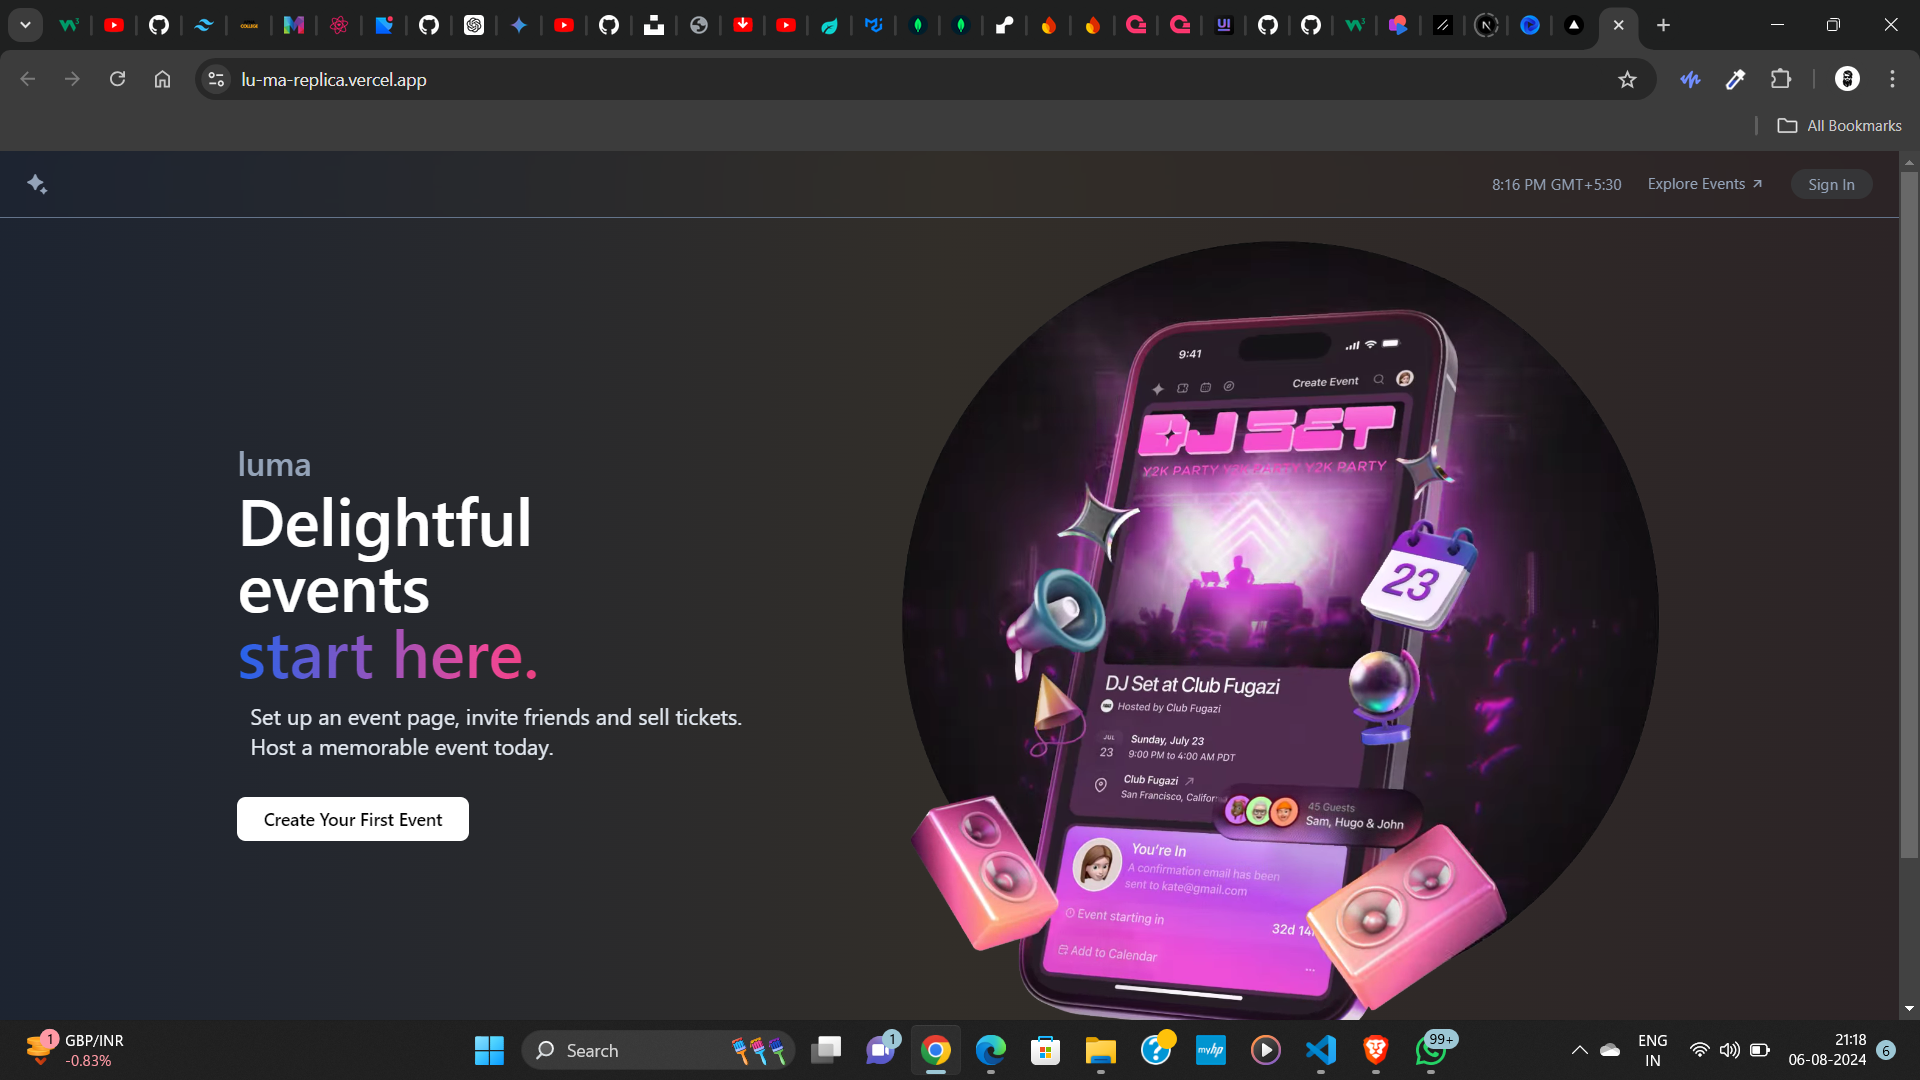 lu-ma-replica.vercel.app
All Bookmarks
8:16 PM GMT+5:30
Explore Events
Sign In
luma
Delightful
events
start here.
Set up an event page, invite friends and sell tickets.
Host a memorable event today.
Create Your First Event
9:41
Create Event
DJ SET
Y2K PARTY Y2K PARTY Y2K PARTY
23
DJ Set at Club Fugazi
Hosted by Club Fugazi
JUL
23
Sunday, July 23
9:00 PM to 4:00 AM PDT
Club Fugazi
San Francisco, Californ
45 Guests
Sam, Hugo & John
You're In
A confirmation email has been
sent to kate@gmail.com
Event starting in
32d 14
Add to Calendar
1
GBP/INR
-0.83%
Search
1
myhp
99+
ENG
IN
21:18
06-08-2024
6